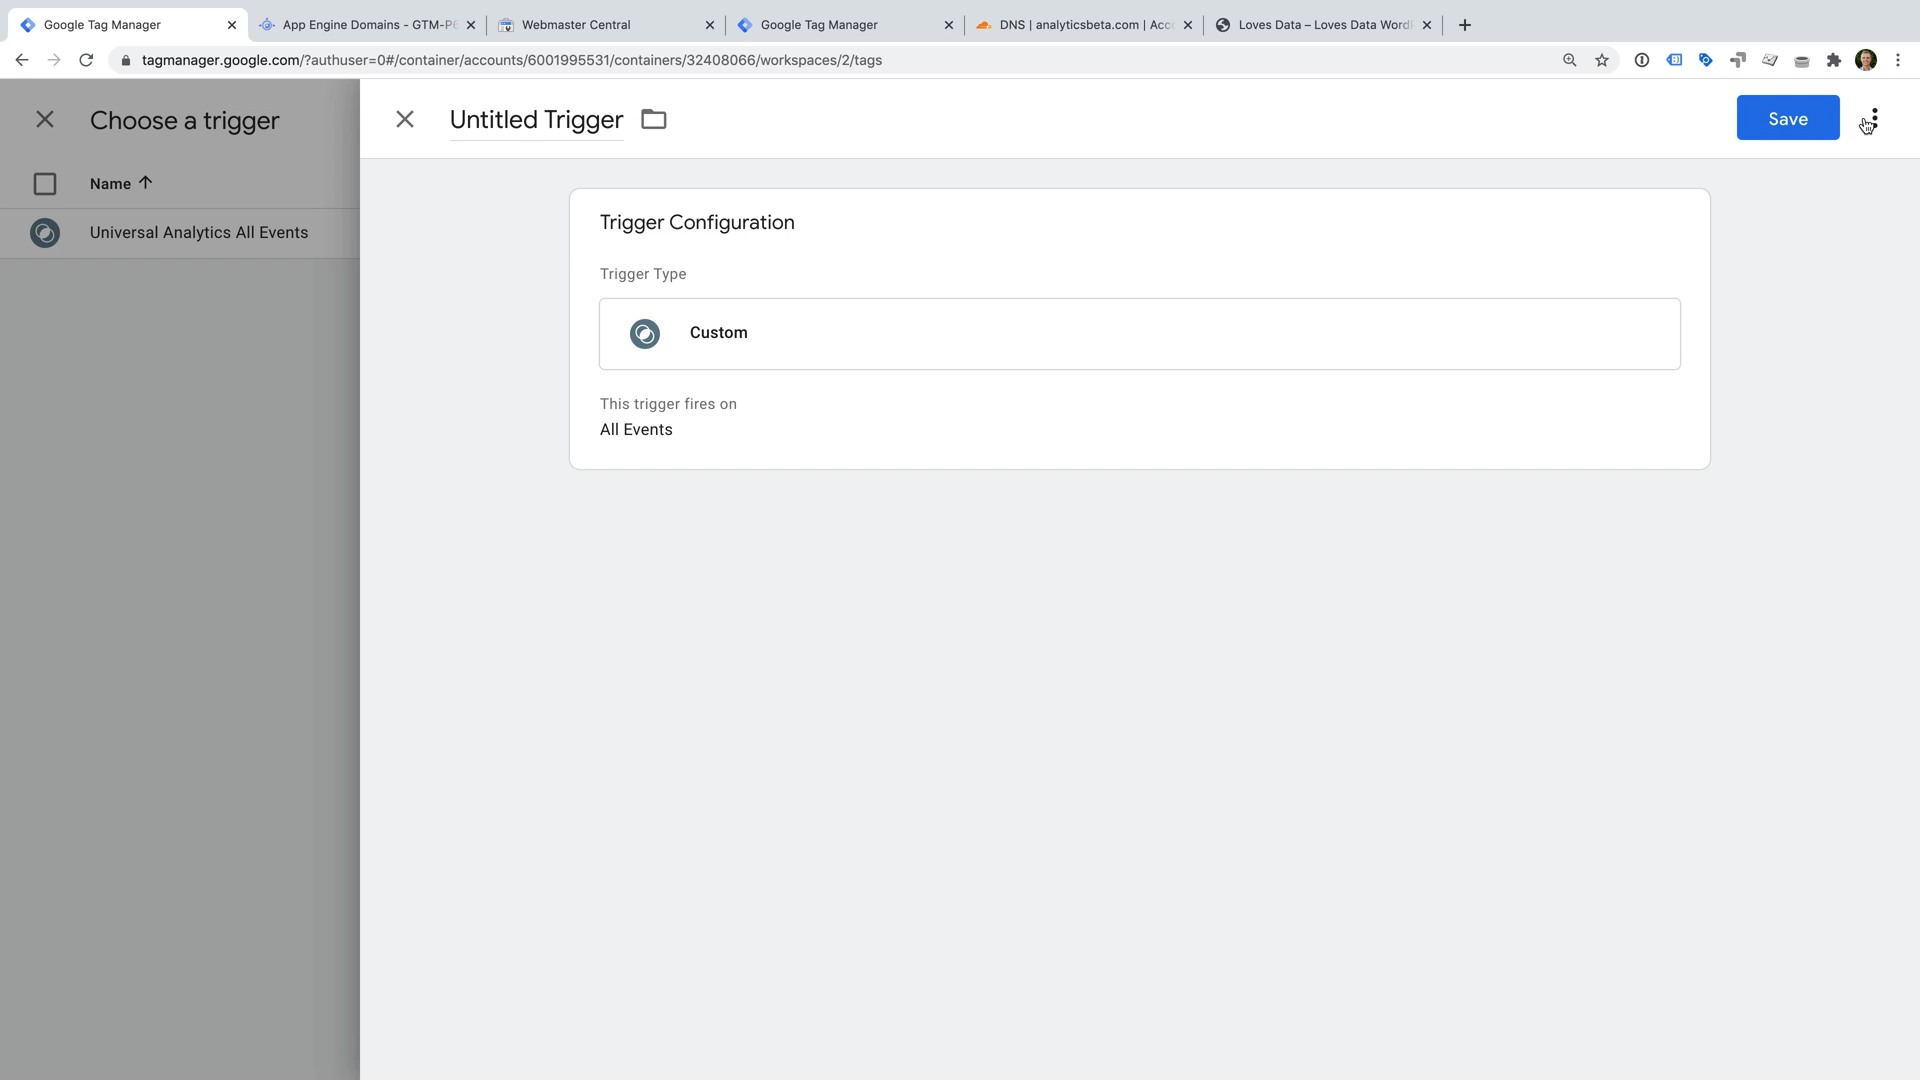 Google Tag Manager
App Engine Domains - GTM-P6
Webmaster Central
Google Tag Manager
DNS | analyticsbeta.com | Acc
Loves Data – Loves Data Word
tagmanager.google.com/?authuser=0#/container/accounts/6001995531/containers/32408066/workspaces/2/tags
Choose a trigger
Untitled Trigger
Save
Name
Universal Analytics All Events
Trigger Configuration
Trigger Type
Custom
This trigger fires on
All Events